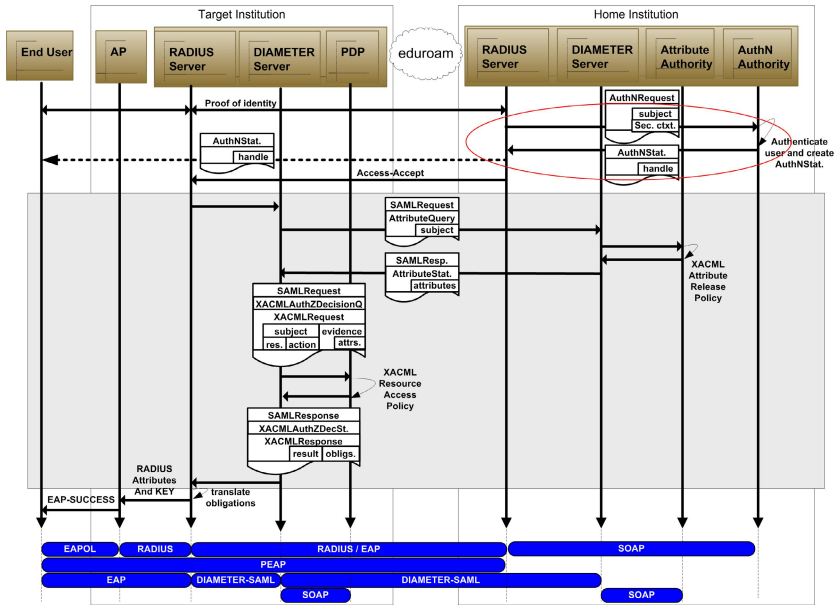 Target Institution
Home Institution
End User
AP
RADIUS
Server
DIAMETER
Server
PDP
eduroam
RADIUS
Server
DIAMETER
Server
Attribute
Authority
AuthN
Authority
Proof of identity
AuthNRequest
subject
Sec. ctxt.
AuthNStat.
handle
AuthNStat.
handle
Authenticate
user and create
AuthNStat.
Access-Accept
SAMLRequest
AttributeQuery
subject
SAMLResp.
AttributeStat.
attributes
XACML
Attribute
Release
Policy
SAMLRequest
XACMLAuthZDecisionQ
XACMLRequest
subject
evidence
res.
action
attrs.
XACML
Resource
Access
Policy
SAMLResponse
XACMLAuthZDecSt.
XACMLResponse
result
obligs.
RADIUS
Attributes
And KEY
translate
obligations
EAP-SUCCESS
EAPOL
RADIUS
RADIUS / EAP
SOAP
PEAP
EAP
DIAMETER-SAML
DIAMETER-SAML
SOAP
SOAP